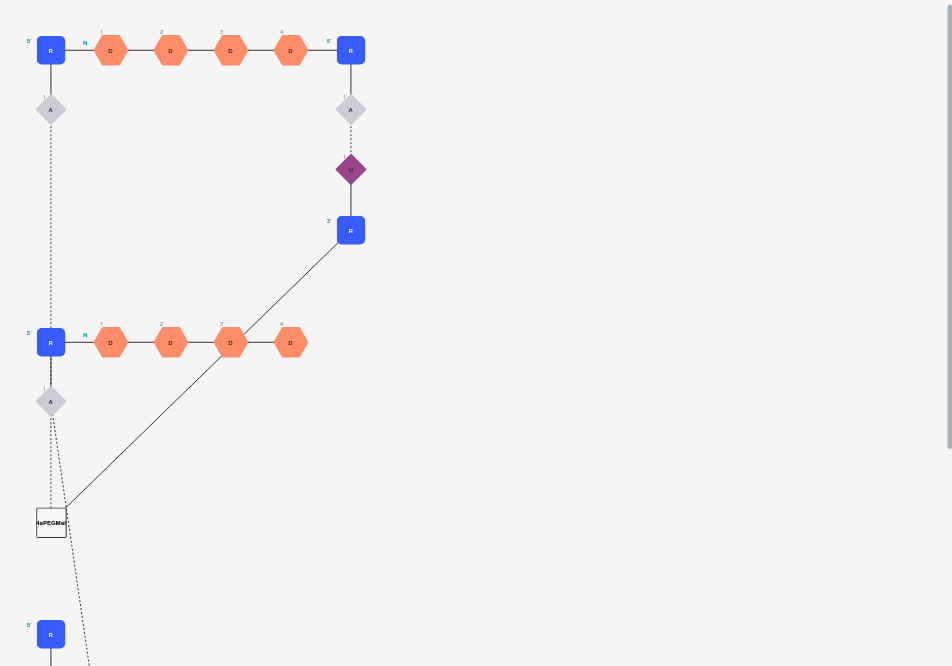 1 2 3 4
5' R N D D D D 5' R
1 1
A A
1
U
3' R
1 2 3 4
5' R N D D D D
1
A
4aPEGMal
5' R